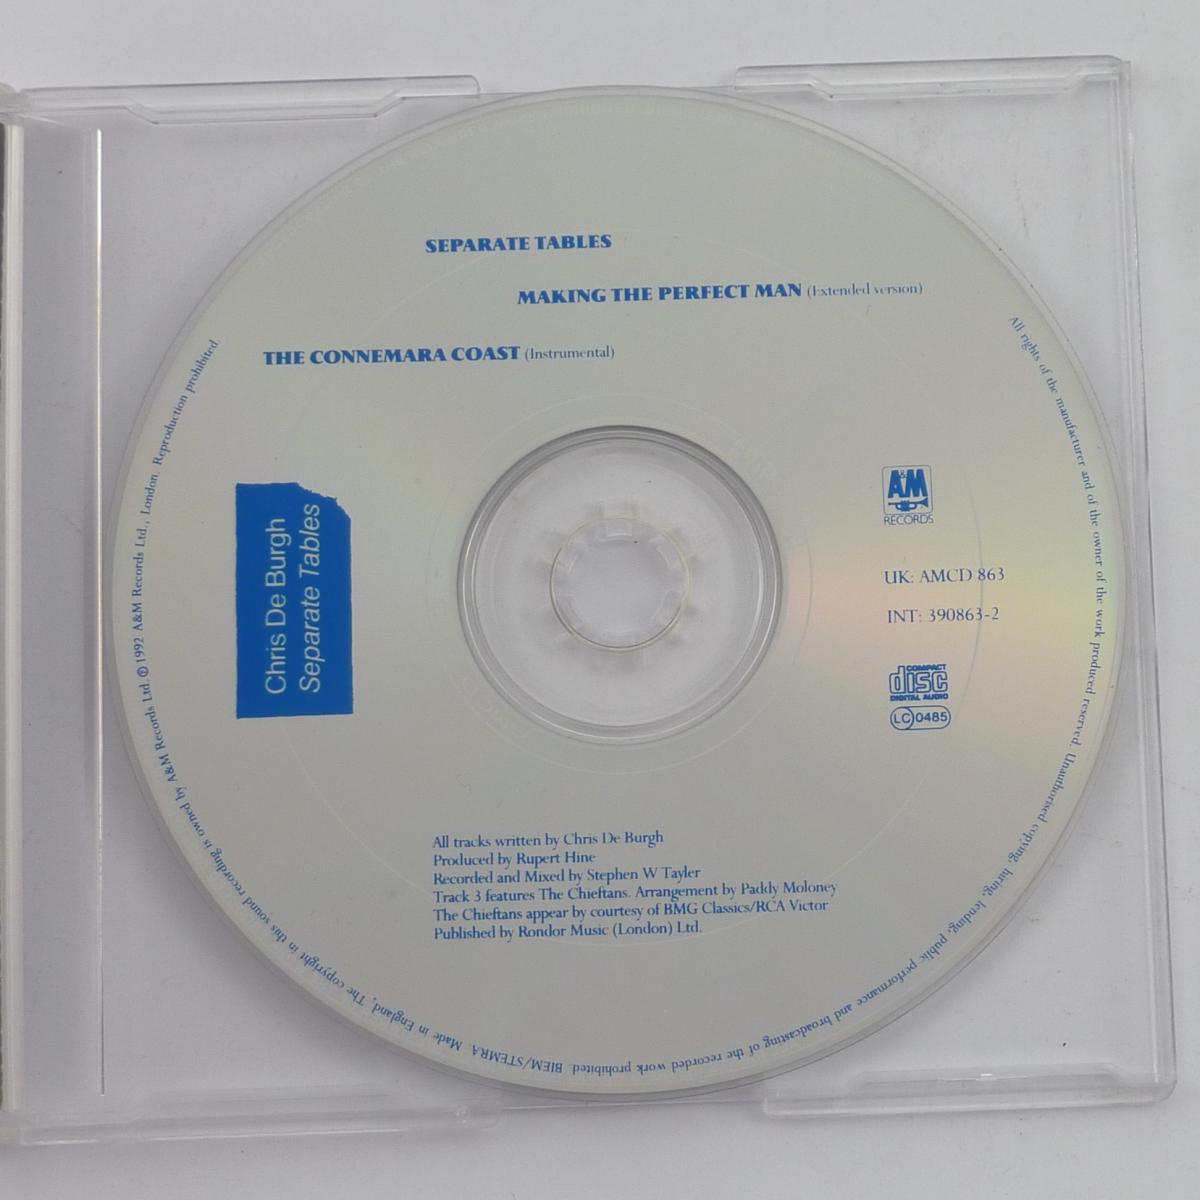 SEPARATE TABLES
MAKING THE PERFECT MAN (Extended version)
THE CONNEMARA COAST (Instrumental)
Chris De Burgh
Separate Tables
A&M
RECORDS
UK: AMCD 863
INT: 390863-2
COMPACT
disc
DIGITAL AUDIO
LC 0485
All tracks written by Chris De Burgh
Produced by Rupert Hine
Recorded and Mixed by Stephen W Tayler
Track 3 features The Chieftans. Arrangement by Paddy Moloney
The Chieftans appear by courtesy of BMG Classics/RCA Victor
Published by Rondor Music (London) Ltd.
All rights of the manufacturer and of the owner of the work produced reserved. Unauthorised copying, hiring, lending, public performance and broadcasting of the recorded work prohibited. BIEM/STEMRA. Made in England, The copyright in this sound recording is owned by A&M Records Ltd. ℗ 1992 A&M Records Ltd., London. Reproduction prohibited.